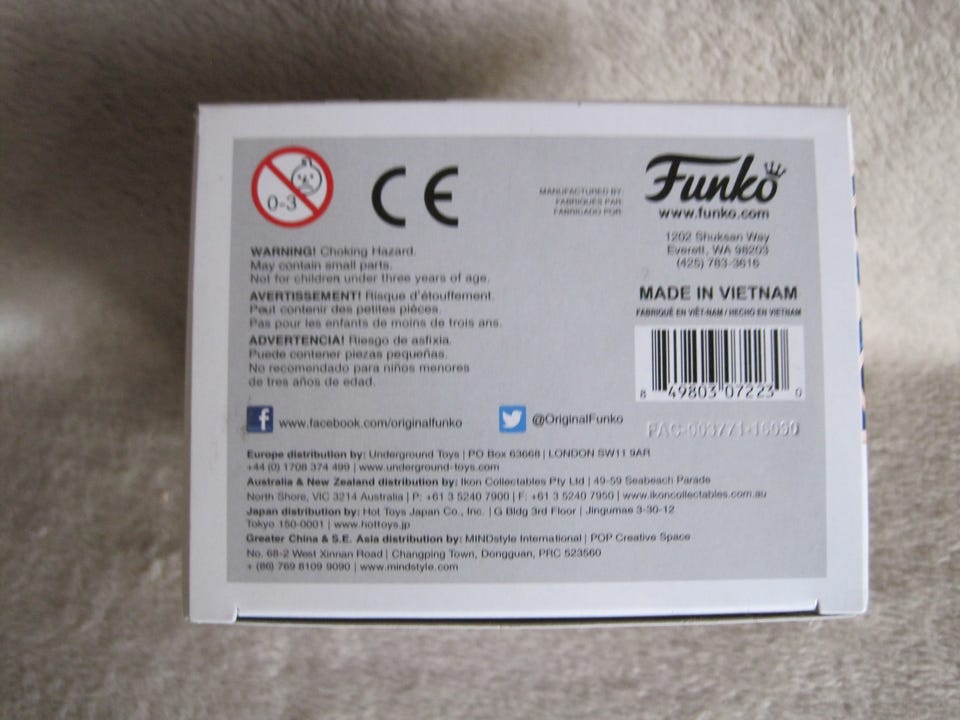 0-3
CE
MANUFACTURED BY:
FABRIQUÉS PAR:
FABRICADO POR:
Funko
www.funko.com
1202 Shuksan Way
Everett, WA 98203
(425) 783-3616
WARNING! Choking Hazard.
May contain small parts.
Not for children under three years of age.
AVERTISSEMENT! Risque d'étouffement.
Peut contenir des petites pièces.
Pas pour les enfants de moins de trois ans.
ADVERTENCIA! Riesgo de asfixia.
Puede contener piezas pequeñas.
No recomendado para niños menores
de tres años de edad.
MADE IN VIETNAM
FABRIQUÉ EN VIÊT-NAM / HECHO EN VIETNAM
8 49803 07223 0
www.facebook.com/originalfunko
@OriginalFunko
Europe distribution by: Underground Toys | PO Box 63668 | LONDON SW11 9AR
+44 (0) 1708 374 499 | www.underground-toys.com
Australia & New Zealand distribution by: Ikon Collectables Pty Ltd | 49-59 Seabeach Parade
North Shore, VIC 3214 Australia | P: +61 3 5240 7900 | F: +61 3 5240 7950 | www.ikoncollectables.com.au
Japan distribution by: Hot Toys Japan Co., Inc. | G Bldg 3rd Floor | Jingumae 3-30-12
Tokyo 150-0001 | www.hottoys.jp
Greater China & S.E. Asia distribution by: MINDstyle International | POP Creative Space
No. 68-2 West Xinnan Road | Changping Town, Dongguan, PRC 523560
+ (86) 769 8109 9090 | www.mindstyle.com